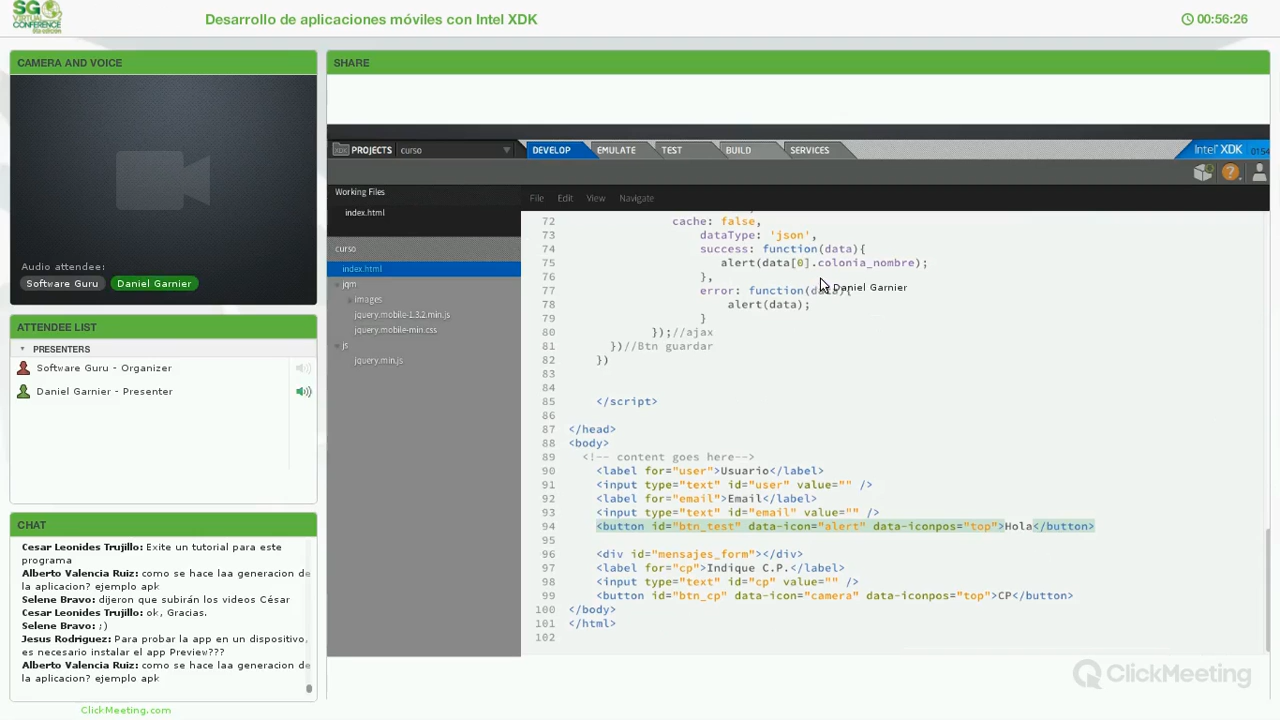 SG
VIRTUAL
CONFERENCE
Desarrollo de aplicaciones móviles con Intel XDK
00:56:26
CAMERA AND VOICE
Audio attendee:
Software Guru
Daniel Garnier
ATTENDEE LIST
PRESENTERS
Software Guru - Organizer
Daniel Garnier - Presenter
CHAT
Cesar Leonides Trujillo: Exite un tutorial para este
programa
Alberto Valencia Ruiz: como se hace laa generacion de
la aplicacion? ejemplo apk
Selene Bravo: dijeron que subirán los videos César
Cesar Leonides Trujillo: ok, Gracias.
Selene Bravo: ;)
Jesus Rodriguez: Para probar la app en un dispositivo,
es necesario instalar el app Preview???
Alberto Valencia Ruiz: como se hace laa generacion de
la aplicacion? ejemplo apk
ClickMeeting.com
SHARE
XDK PROJECTS curso
DEVELOP EMULATE TEST BUILD SERVICES
Intel XDK
Working Files
index.html
curso
index.html
jqm
images
jquery.mobile-1.3.2.min.js
jquery.mobile-min.css
js
jquery.min.js
File Edit View Navigate
72 cache: false,
73 dataType: 'json',
74 success: function(data){
75 alert(data[0].colonia_nombre);
76 },
77 error: function(data){
Daniel Garnier
78 alert(data);
79 }
80 });//ajax
81 })//Btn guardar
82 })
83
84
85 </script>
86
87 </head>
88 <body>
89 <!-- content goes here-->
90 <label for="user">Usuario</label>
91 <input type="text" id="user" value="" />
92 <label for="email">Email</label>
93 <input type="text" id="email" value="" />
94 <button id="btn_test" data-icon="alert" data-iconpos="top">Hola</button>
95
96 <div id="mensajes_form"></div>
97 <label for="cp">Indique C.P.</label>
98 <input type="text" id="cp" value="" />
99 <button id="btn_cp" data-icon="camera" data-iconpos="top">CP</button>
100 </body>
101 </html>
102
ClickMeeting